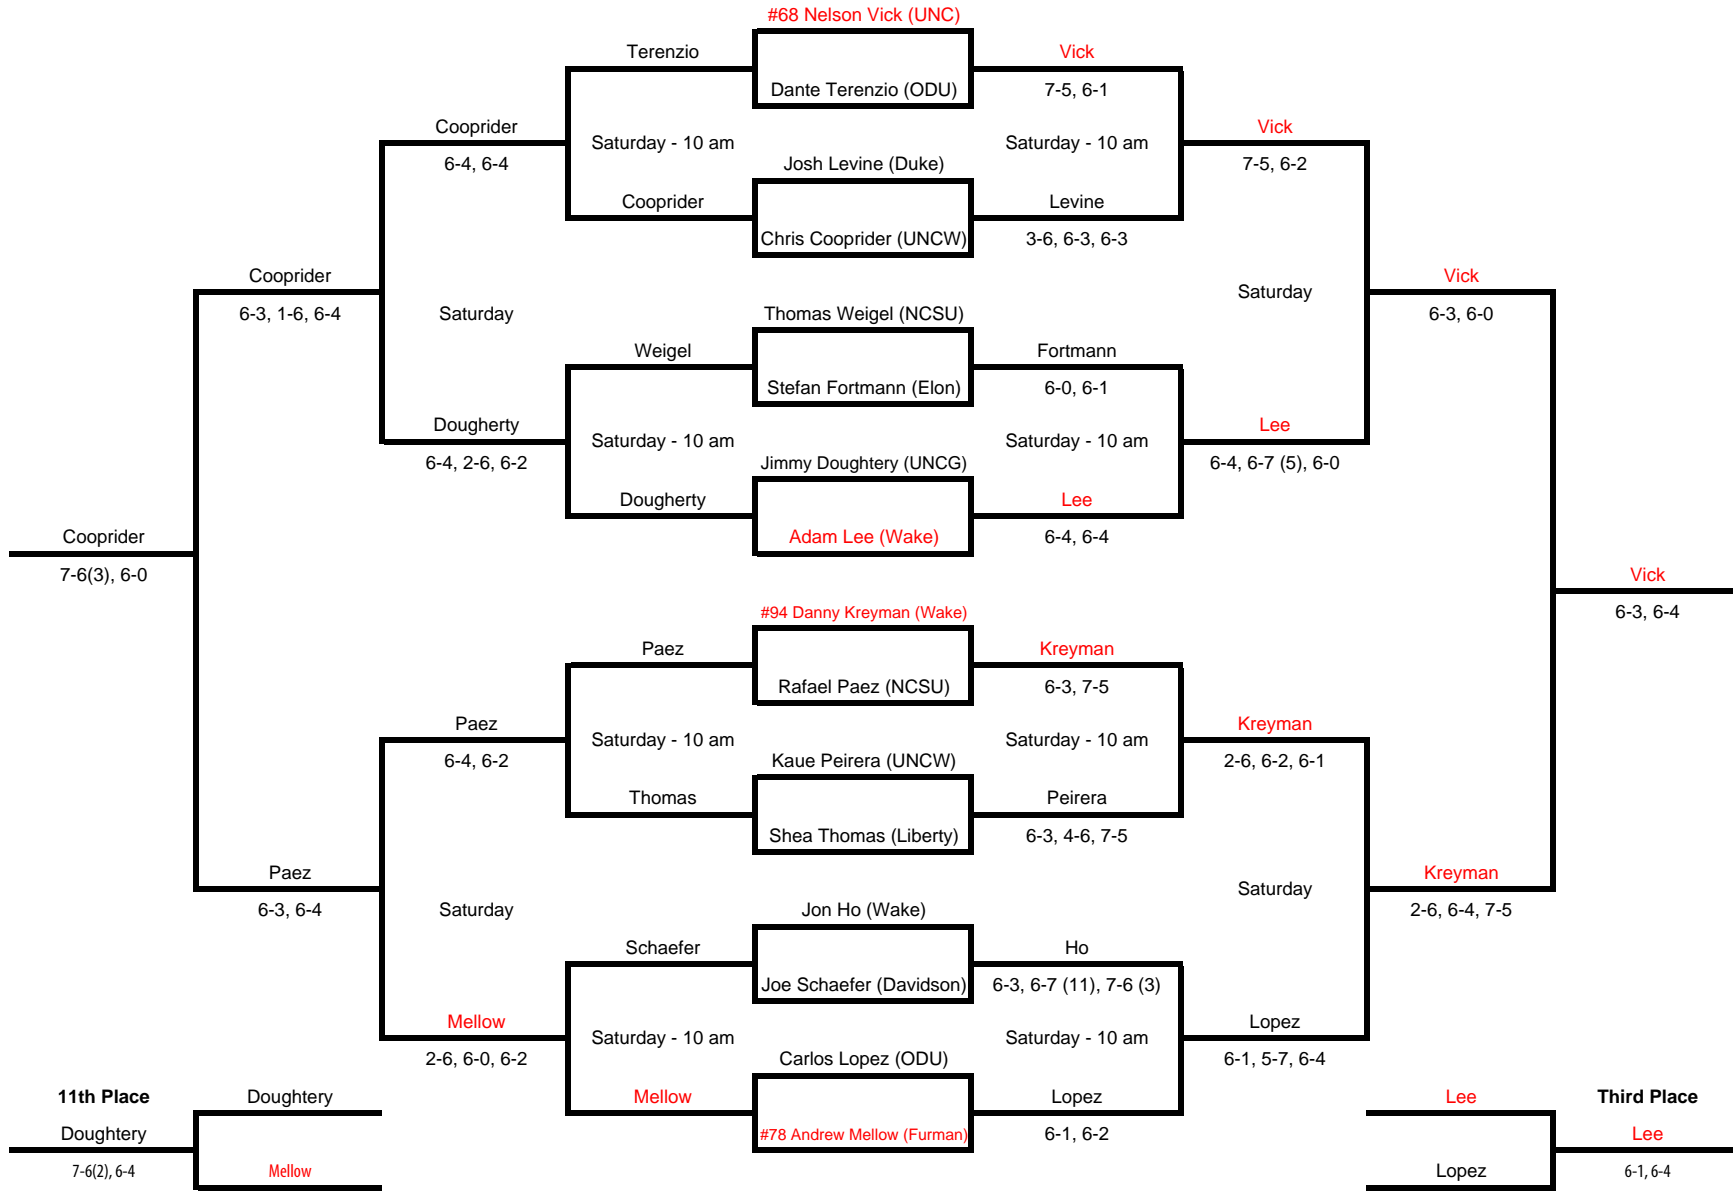 #68 Nelson Vick (UNC)
Terenzio
Vick
Dante Terenzio (ODU)
7-5, 6-1
Cooprider
Saturday - 10 am
Saturday - 10 am
Vick
6-4, 6-4
Josh Levine (Duke)
7-5, 6-2
Cooprider
Levine
Chris Cooprider (UNCW)
3-6, 6-3, 6-3
Cooprider
Saturday
Vick
6-3, 1-6, 6-4
Saturday
Thomas Weigel (NCSU)
6-3, 6-0
Weigel
Fortmann
Stefan Fortmann (Elon)
6-0, 6-1
Dougherty
Saturday - 10 am
Saturday - 10 am
Lee
6-4, 2-6, 6-2
Jimmy Doughtery (UNCG)
6-4, 6-7 (5), 6-0
Dougherty
Lee
Cooprider
Adam Lee (Wake)
6-4, 6-4
7-6(3), 6-0
Vick
#94 Danny Kreyman (Wake)
6-3, 6-4
Paez
Kreyman
Rafael Paez (NCSU)
6-3, 7-5
Paez
Saturday - 10 am
Saturday - 10 am
Kreyman
6-4, 6-2
Kaue Peirera (UNCW)
2-6, 6-2, 6-1
Thomas
Peirera
Shea Thomas (Liberty)
6-3, 4-6, 7-5
Paez
Saturday
Kreyman
6-3, 6-4
Saturday
Jon Ho (Wake)
2-6, 6-4, 7-5
Schaefer
Ho
Joe Schaefer (Davidson)
6-3, 6-7 (11), 7-6 (3)
Mellow
Saturday - 10 am
Saturday - 10 am
Lopez
2-6, 6-0, 6-2
Carlos Lopez (ODU)
6-1, 5-7, 6-4
11th Place
Doughtery
Mellow
Lopez
Lee
Third Place
Doughtery
#78 Andrew Mellow (Furman)
6-1, 6-2
Lee
7-6(2), 6-4
Mellow
Lopez
6-1, 6-4